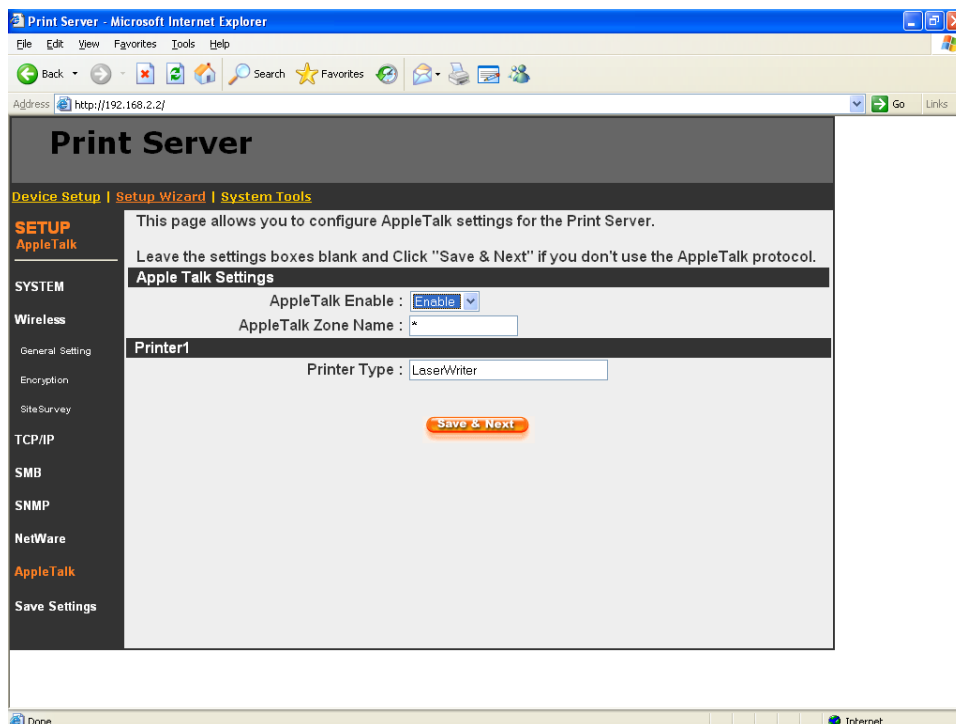 Print Server - Microsoft Internet Explorer
File Edit View Favorites Tools Help
Back Search Favorites
Address http://192.168.2.2/ Go Links
Print Server
Device Setup | Setup Wizard | System Tools
SETUP
AppleTalk
SYSTEM
Wireless
General Setting
Encryption
SiteSurvey
TCP/IP
SMB
SNMP
NetWare
AppleTalk
Save Settings
This page allows you to configure AppleTalk settings for the Print Server.
Leave the settings boxes blank and Click "Save & Next" if you don't use the AppleTalk protocol.
Apple Talk Settings
AppleTalk Enable : Enable
AppleTalk Zone Name : *
Printer1
Printer Type : LaserWriter
Save & Next
Done Internet